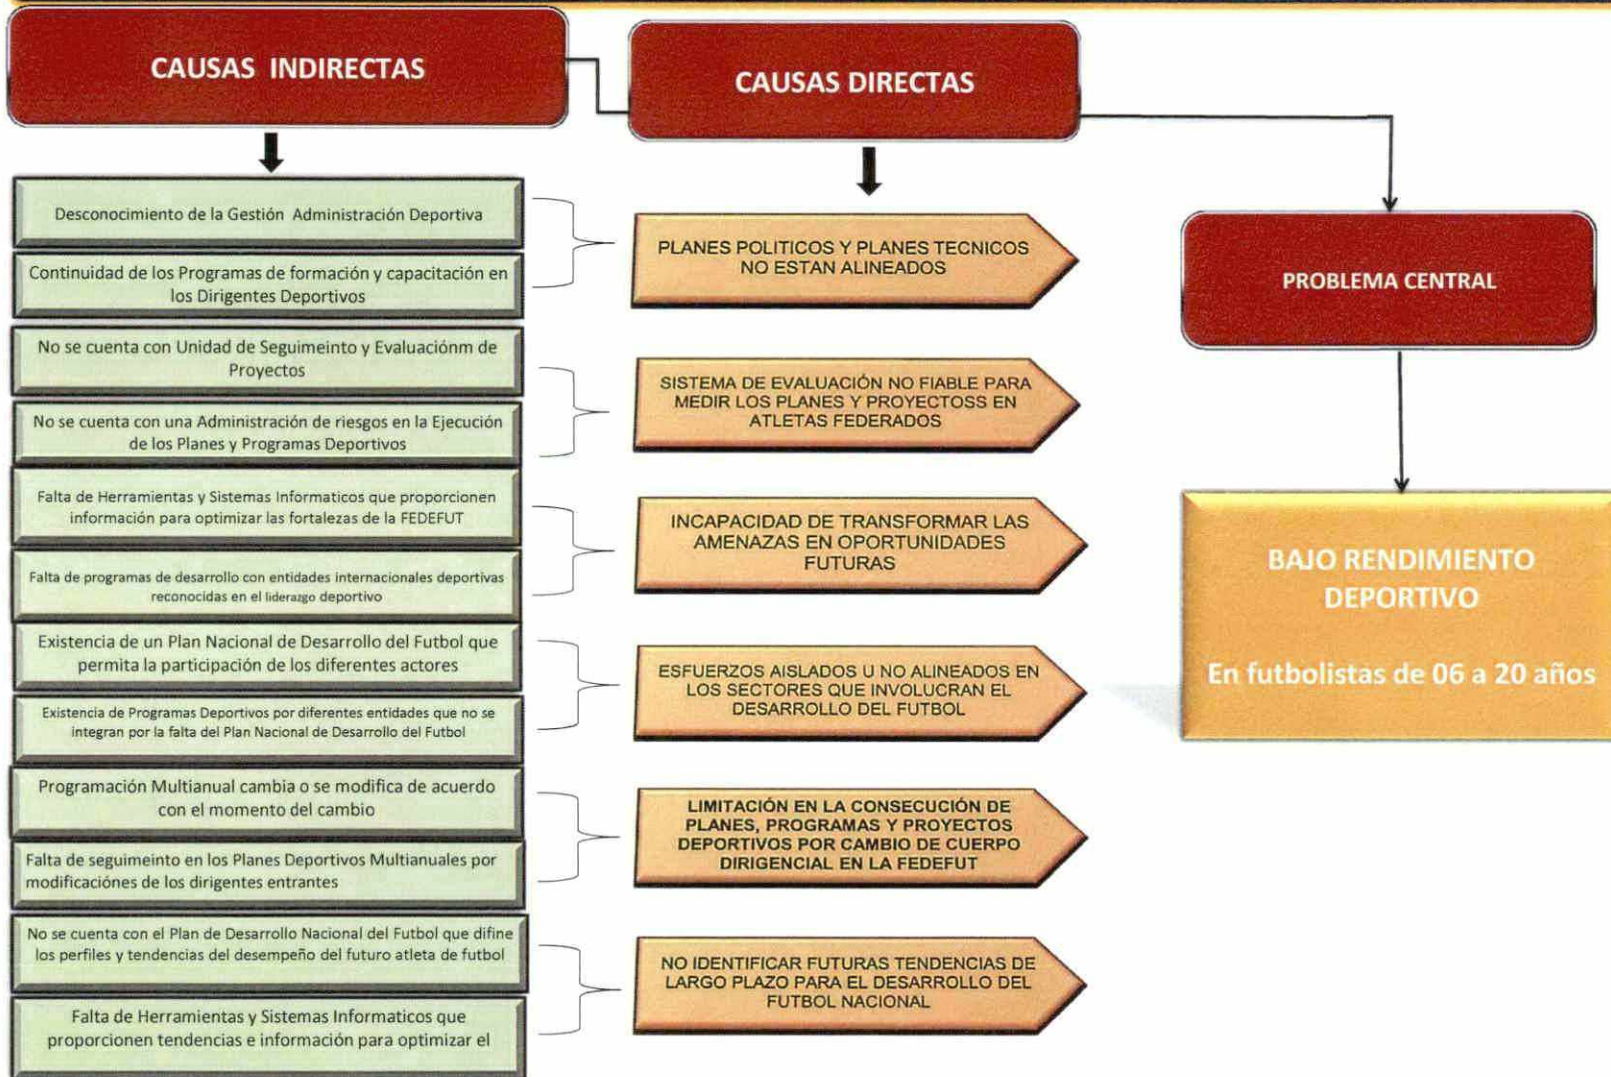 CAUSAS INDIRECTAS
Desconocimiento de la Gestión Administración Deportiva
Continuidad de los Programas de formación y capacitación en
los Dirigentes Deportivos
No se cuenta con Unidad de Seguimeinto y Evaluaciónm de
Proyectos
No se cuenta con una Administración de riesgos en la Ejecución
de los Planes y Programas Deportivos
Falta de Herramientas y Sistemas Informaticos que proporcionen
información para optimizar las fortalezas de la FEDEFUT
Falta de programas de desarrollo con entidades internacionales deportivas
reconocidas en el liderazgo deportivo
Existencia de un Plan Nacional de Desarrollo del Futbol que
permita la participación de los diferentes actores
Existencia de Programas Deportivos por diferentes entidades que no se
integran por la falta del Plan Nacional de Desarrollo del Futbol
Programación Multianual cambia o se modifica de acuerdo
con el momento del cambio
Falta de seguimeinto en los Planes Deportivos Multianuales por
modificaciónes de los dirigentes entrantes
No se cuenta con el Plan de Desarrollo Nacional del Futbol que difine
los perfiles y tendencias del desempeño del futuro atleta de futbol
Falta de Herramientas y Sistemas Informaticos que
proporcionen tendencias e información para optimizar el
CAUSAS DIRECTAS
PLANES POLITICOS Y PLANES TECNICOS
NO ESTAN ALINEADOS
SISTEMA DE EVALUACIÓN NO FIABLE PARA
MEDIR LOS PLANES Y PROYECTOSS EN
ATLETAS FEDERADOS
INCAPACIDAD DE TRANSFORMAR LAS
AMENAZAS EN OPORTUNIDADES
FUTURAS
ESFUERZOS AISLADOS U NO ALINEADOS EN
LOS SECTORES QUE INVOLUCRAN EL
DESARROLLO DEL FUTBOL
LIMITACIÓN EN LA CONSECUCIÓN DE
PLANES, PROGRAMAS Y PROYECTOS
DEPORTIVOS POR CAMBIO DE CUERPO
DIRIGENCIAL EN LA FEDEFUT
NO IDENTIFICAR FUTURAS TENDENCIAS DE
LARGO PLAZO PARA EL DESARROLLO DEL
FUTBOL NACIONAL
PROBLEMA CENTRAL
BAJO RENDIMIENTO
DEPORTIVO
En futbolistas de 06 a 20 años